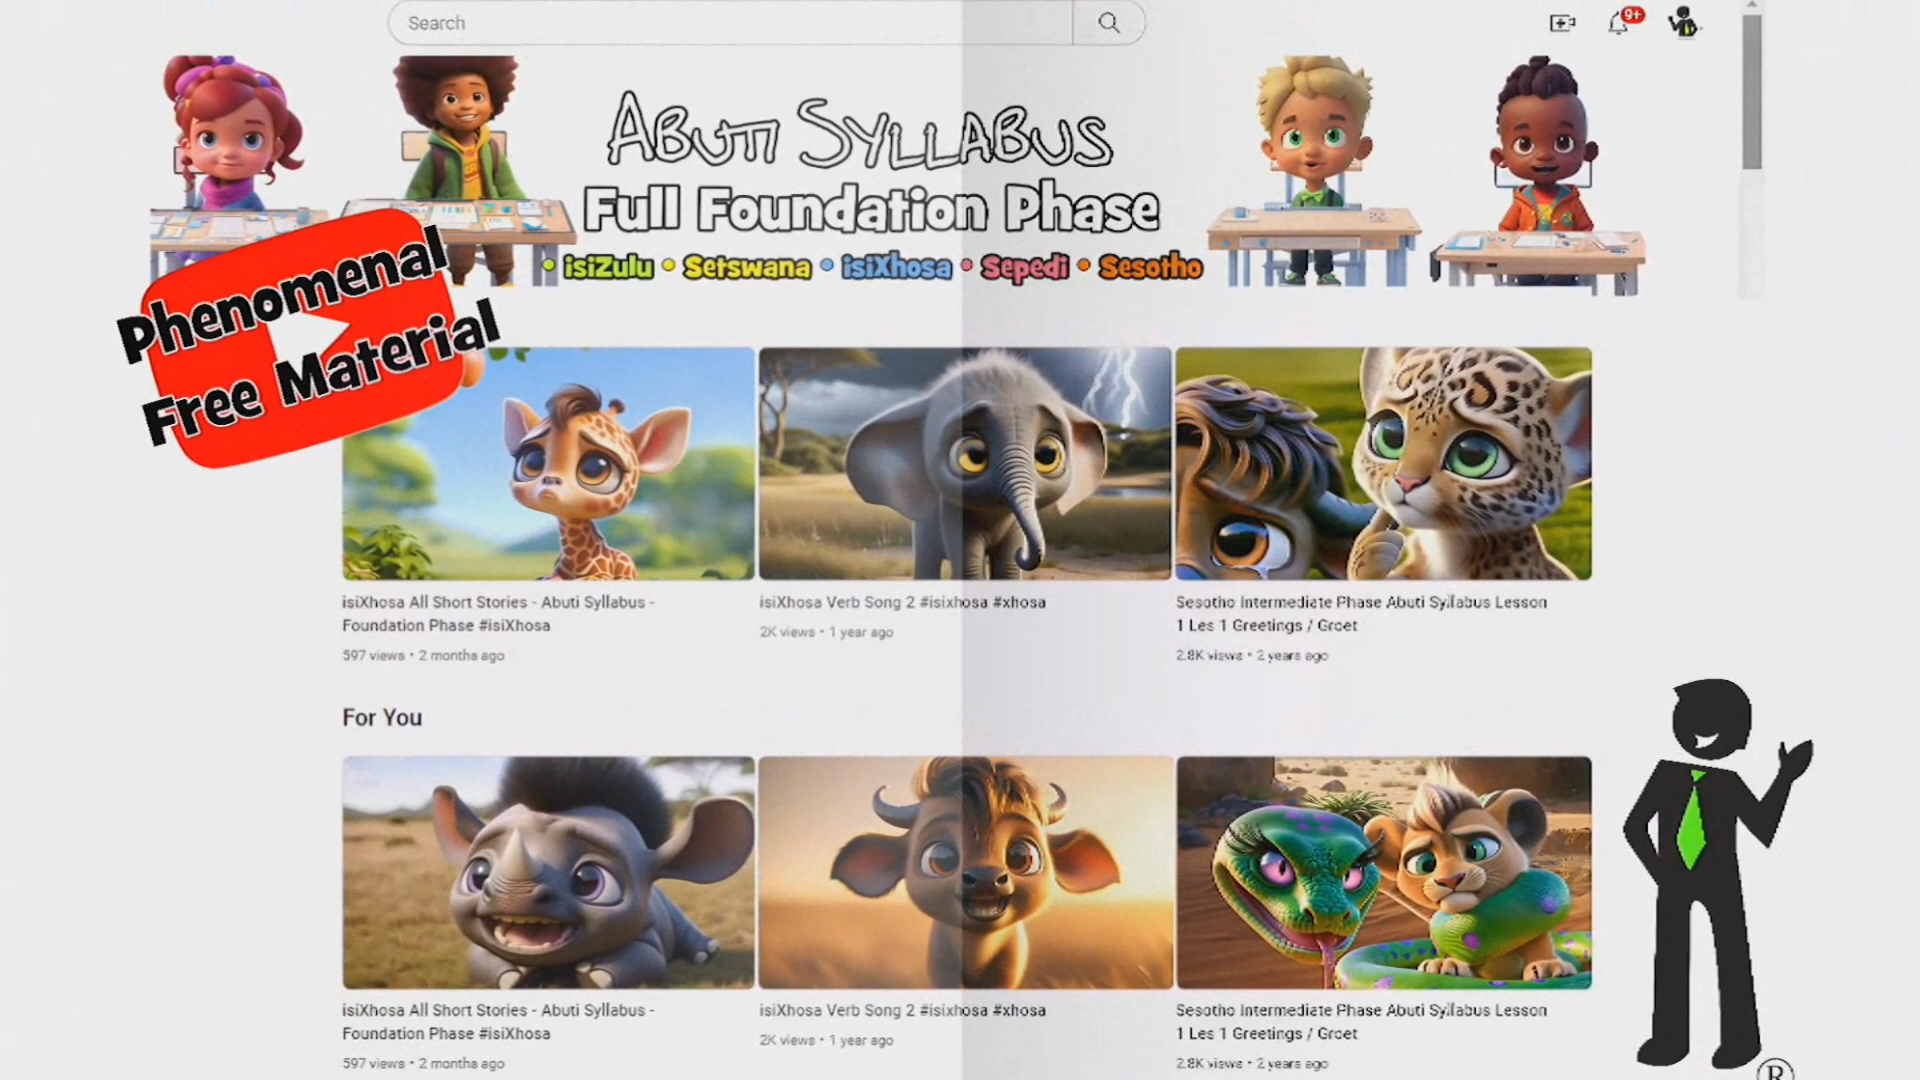 Search
9+
Abuti Syllabus
Full Foundation Phase
• isiZulu • Setswana • isiXhosa • Sepedi • Sesotho
Phenomenal
Free Material
isiXhosa All Short Stories - Abuti Syllabus -
Foundation Phase #isiXhosa
597 views • 2 months ago
isiXhosa Verb Song 2 #isixhosa #xhosa
2K views • 1 year ago
Sesotho Intermediate Phase Abuti Syllabus Lesson
1 Les 1 Greetings / Groet
2.8K views • 2 years ago
For You
isiXhosa All Short Stories - Abuti Syllabus -
Foundation Phase #isiXhosa
597 views • 2 months ago
isiXhosa Verb Song 2 #isixhosa #xhosa
2K views • 1 year ago
Sesotho Intermediate Phase Abuti Syllabus Lesson
1 Les 1 Greetings / Groet
2.8K views • 2 years ago
®